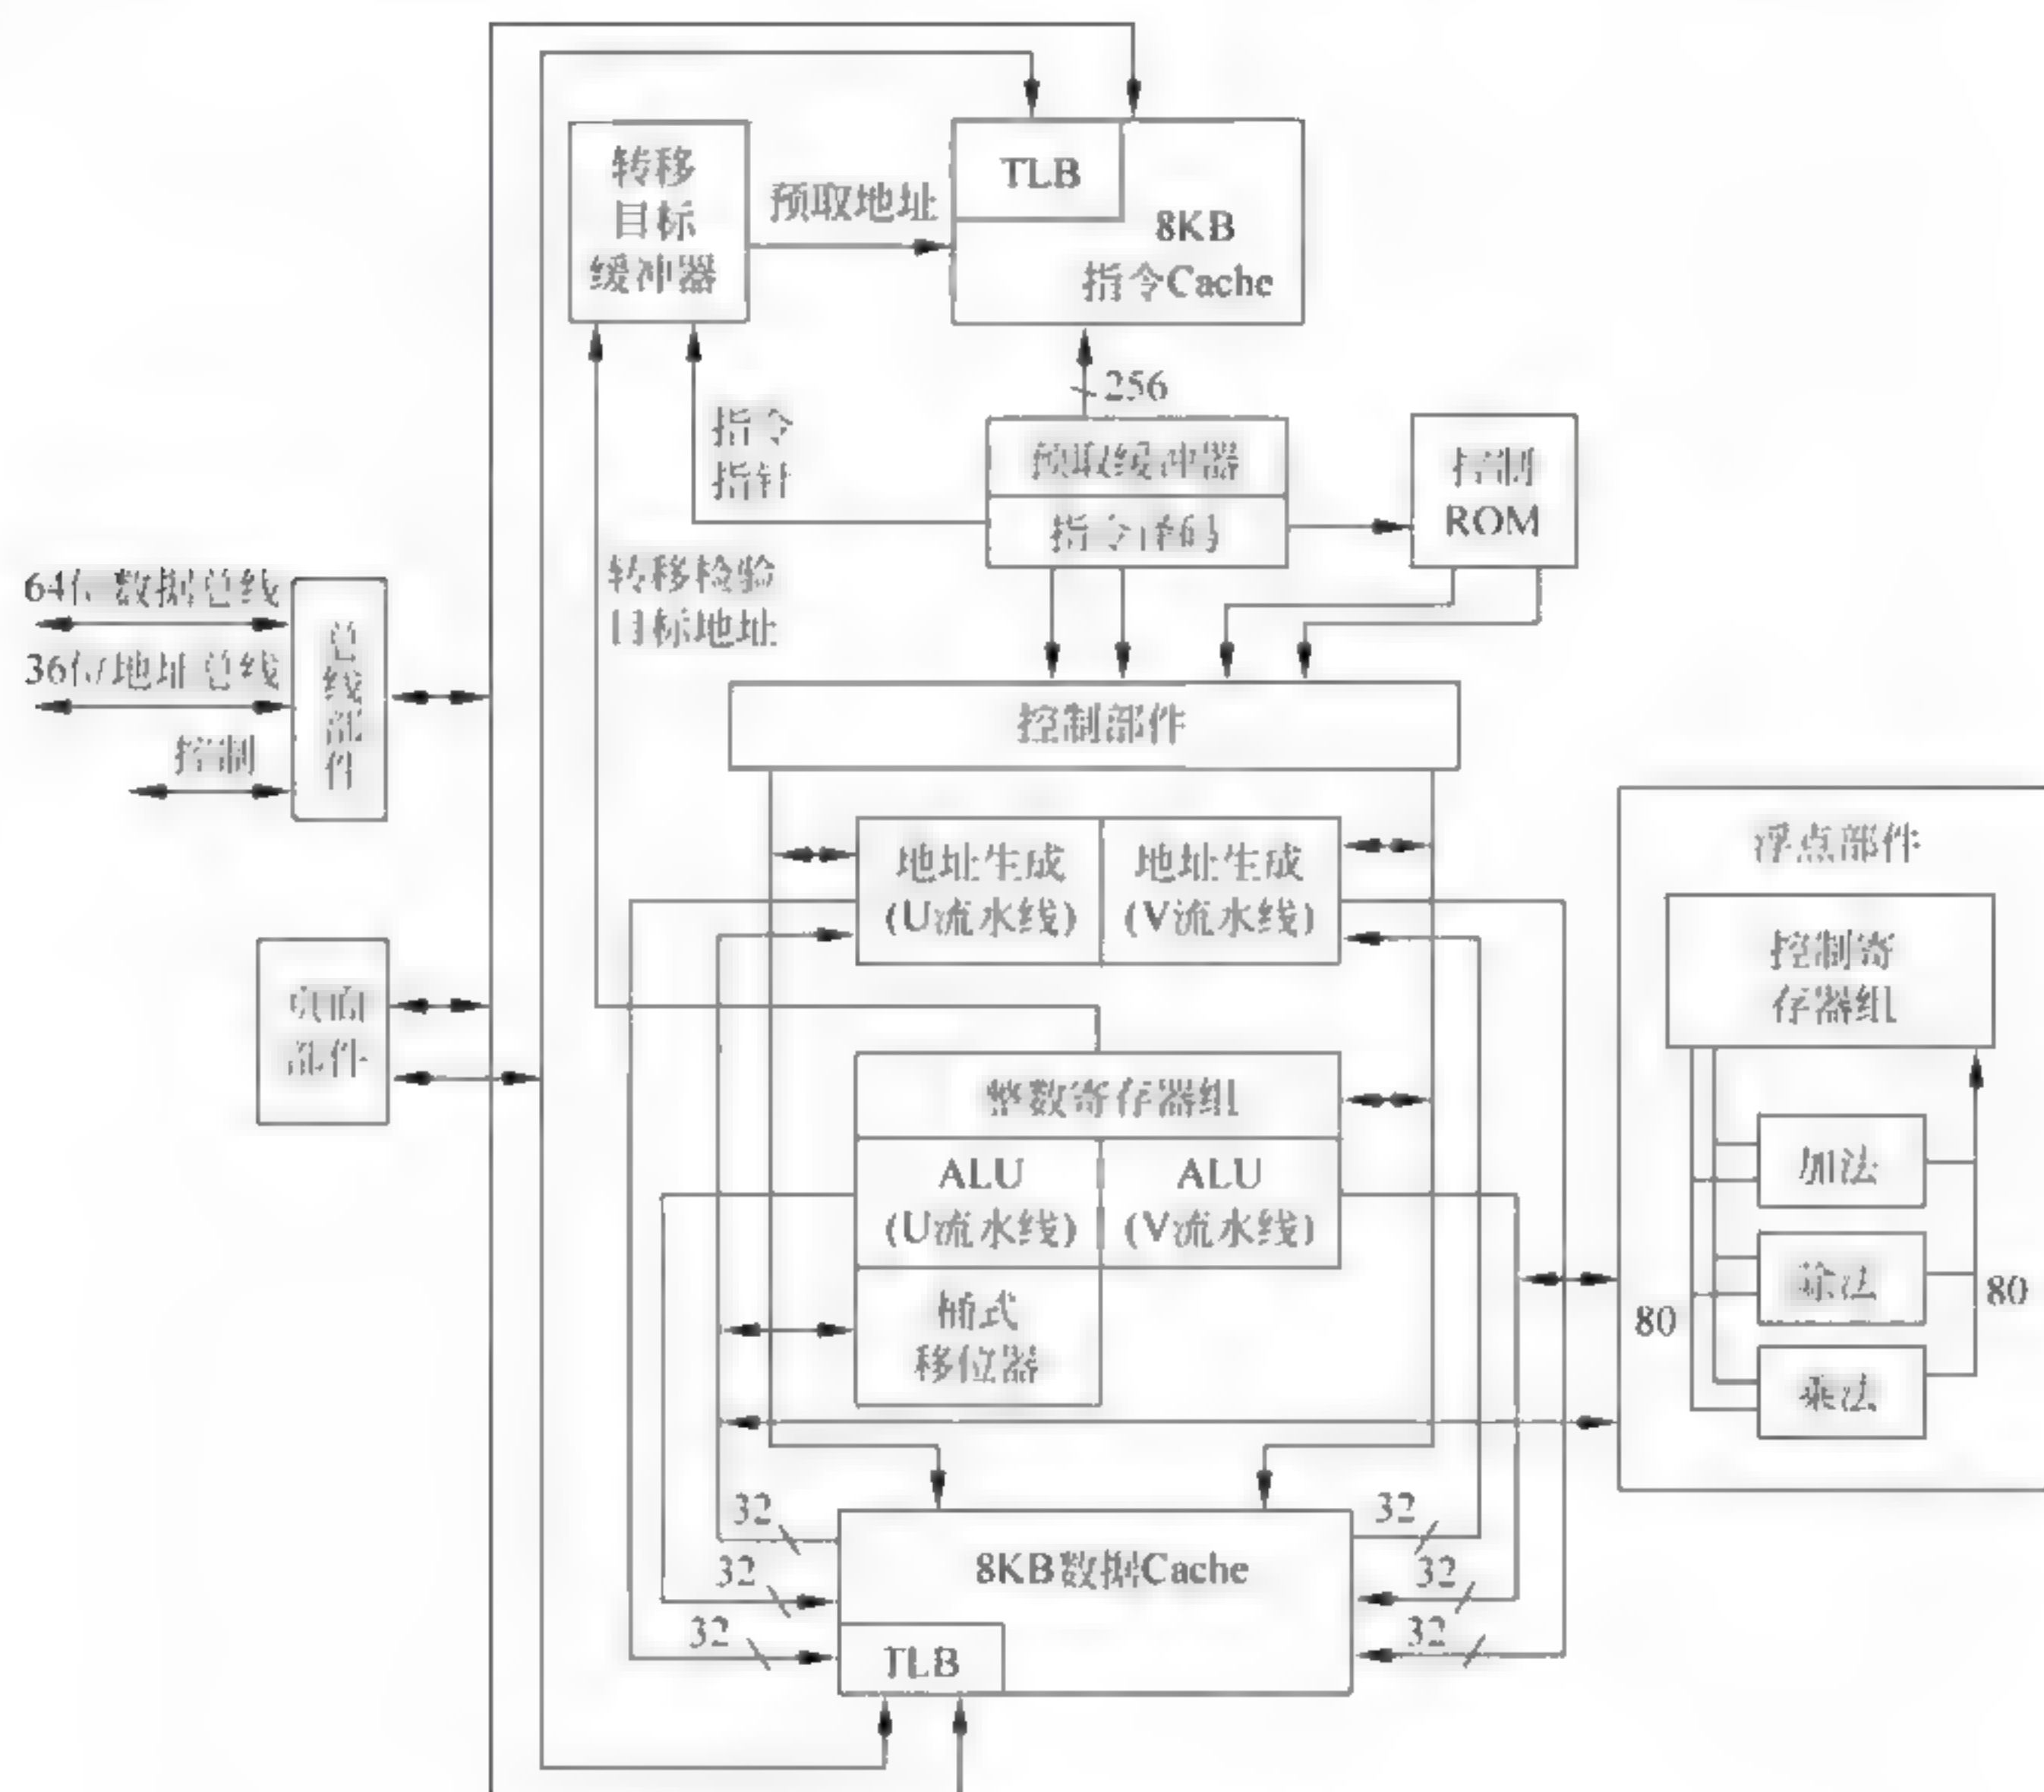 转移
目标
缓冲器
预取地址
TLB
8KB
指令Cache
256
指令
指针
预取缓冲器
指令译码
控制
ROM
转移检验
目标地址
64位数据总线
36位地址总线
控制
总线部件
控制部件
页面
部件
地址生成
(U流水线)
地址生成
(V流水线)
整数寄存器组
ALU
(U流水线)
ALU
(V流水线)
桶式
移位器
浮点部件
控制寄
存器组
加法
除法
乘法
80
80
32
32
32
32
32
32
8KB数据Cache
TLB